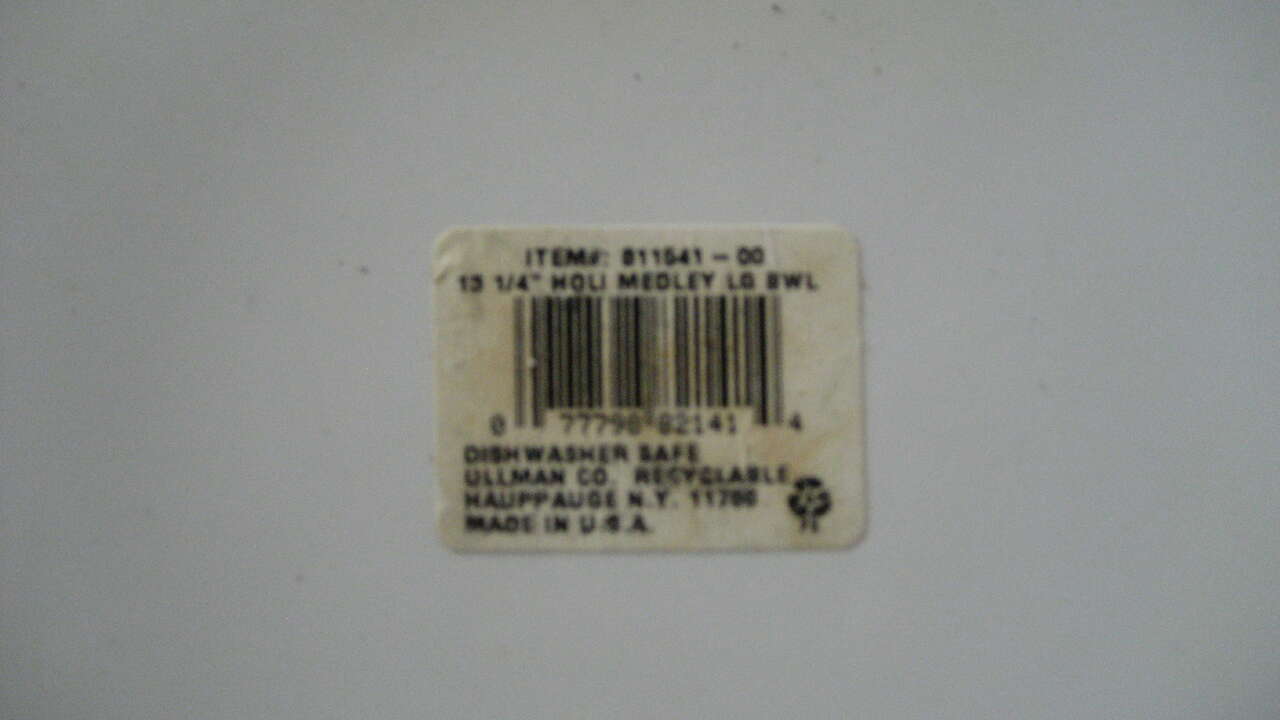 ITEM#: 811541-00
13 1/4" HOLI MEDLEY LG BWL
0 77798 82141 4
DISHWASHER SAFE
ULLMAN CO. RECYCLABLE
HAUPPAUGE N.Y. 11788
MADE IN U.S.A.